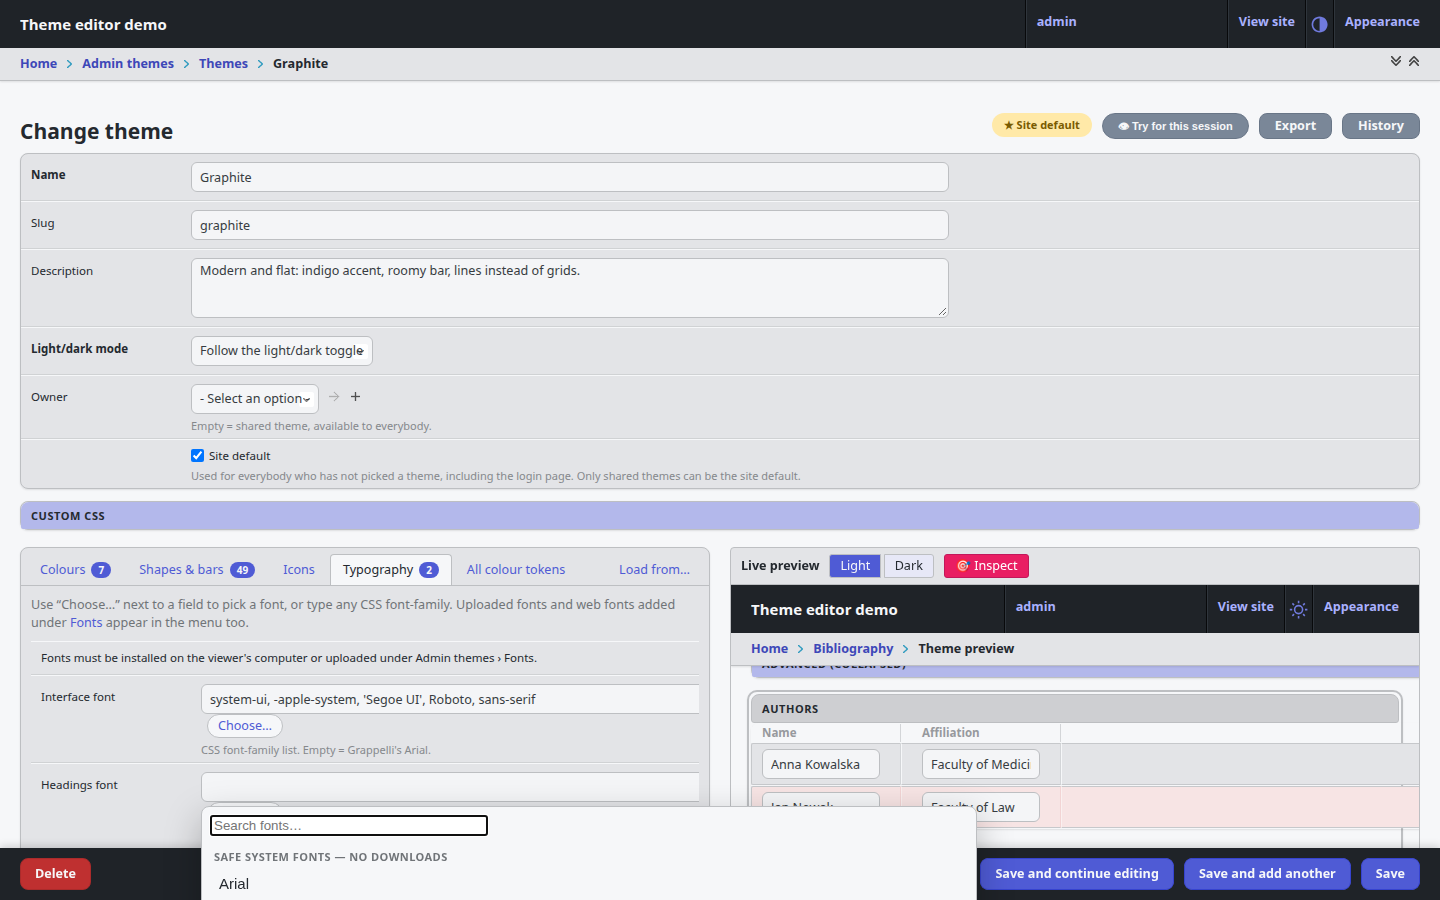 Theme editor demo
admin
View site
Appearance
Home > Admin themes > Themes > Graphite
Change theme
★ Site default
Try for this session
Export
History
Name
Graphite
Slug
graphite
Description
Modern and flat: indigo accent, roomy bar, lines instead of grids.
Light/dark mode
Follow the light/dark toggle
Owner
- Select an option
Empty = shared theme, available to everybody.
Site default
Used for everybody who has not picked a theme, including the login page. Only shared themes can be the site default.
CUSTOM CSS
Colours 7
Shapes & bars 49
Icons
Typography 2
All colour tokens
Load from...
Use “Choose...” next to a field to pick a font, or type any CSS font-family. Uploaded fonts and web fonts added
under Fonts appear in the menu too.
Fonts must be installed on the viewer's computer or uploaded under Admin themes › Fonts.
Interface font
system-ui, -apple-system, 'Segoe UI', Roboto, sans-serif
Choose...
CSS font-family list. Empty = Grappelli's Arial.
Headings font
Search fonts…
SAFE SYSTEM FONTS — NO DOWNLOADS
Arial
Live preview
Light
Dark
Inspect
Theme editor demo
admin
View site
Appearance
Home > Bibliography > Theme preview
ADVANCED (COLLAPSED)
AUTHORS
Name
Affiliation
Anna Kowalska
Faculty of Medici
Jan Nowak
Faculty of Law
Delete
Save and continue editing
Save and add another
Save